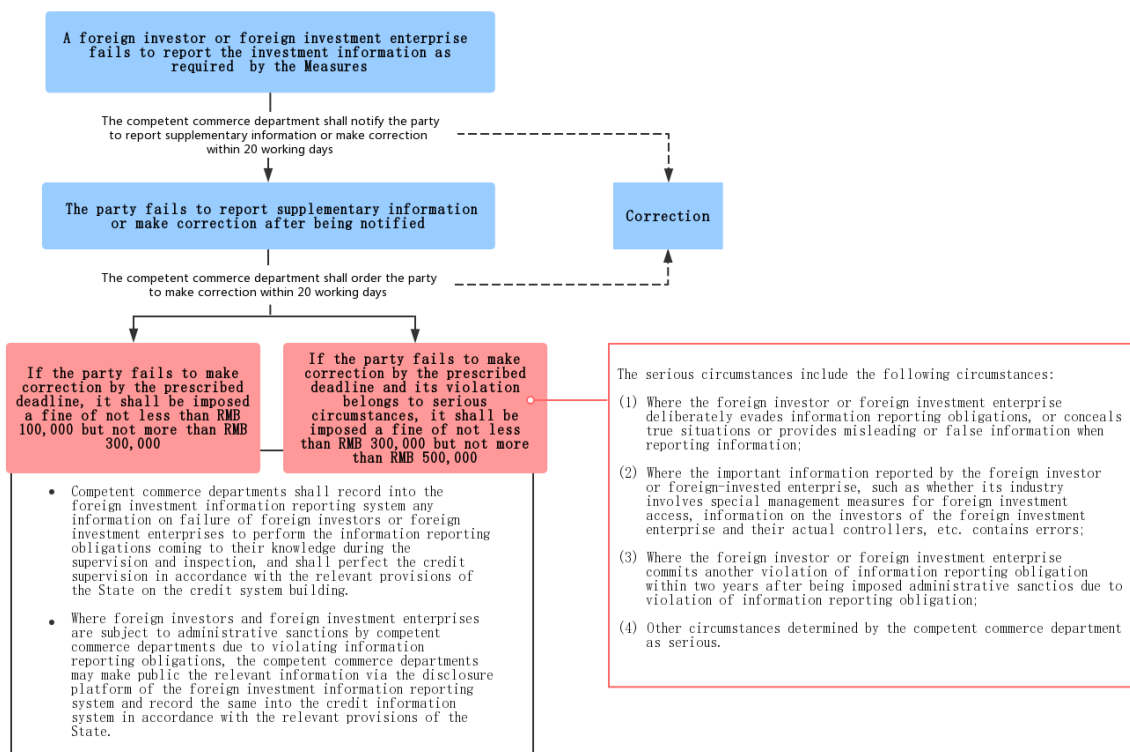 A foreign investor or foreign investment enterprise
fails to report the investment information as
required by the Measures
The competent commerce department shall notify the party
to report supplementary information or make correction
within 20 working days
The party fails to report supplementary information
or make correction after being notified
Correction
The competent commerce department shall order the party
to make correction within 20 working days
If the party fails to make
correction by the prescribed
deadline, it shall be imposed
a fine of not less than RMB
100,000 but not more than RMB
300,000
If the party fails to make
correction by the prescribed
deadline and its violation
belongs to serious
circumstances, it shall be
imposed a fine of not less
than RMB 300,000 but not more
than RMB 500,000
The serious circumstances include the following circumstances:
(1) Where the foreign investor or foreign investment enterprise
deliberately evades information reporting obligations, or conceals
true situations or provides misleading or false information when
reporting information;
(2) Where the important information reported by the foreign investor
or foreign-invested enterprise, such as whether its industry
involves special management measures for foreign investment
access, information on the investors of the foreign investment
enterprise and their actual controllers, etc. contains errors;
(3) Where the foreign investor or foreign investment enterprise
commits another violation of information reporting obligation
within two years after being imposed administrative sanctios due to
violation of information reporting obligation;
(4) Other circumstances determined by the competent commerce department
as serious.
• Competent commerce departments shall record into the
foreign investment information reporting system any
information on failure of foreign investors or foreign
investment enterprises to perform the information reporting
obligations coming to their knowledge during the
supervision and inspection, and shall perfect the credit
supervision in accordance with the relevant provisions of
the State on the credit system building.
• Where foreign investors and foreign investment enterprises
are subject to administrative sanctions by competent
commerce departments due to violating information
reporting obligations, the competent commerce departments
may make public the relevant information via the disclosure
platform of the foreign investment information reporting
system and record the same into the credit information
system in accordance with the relevant provisions of the
State.